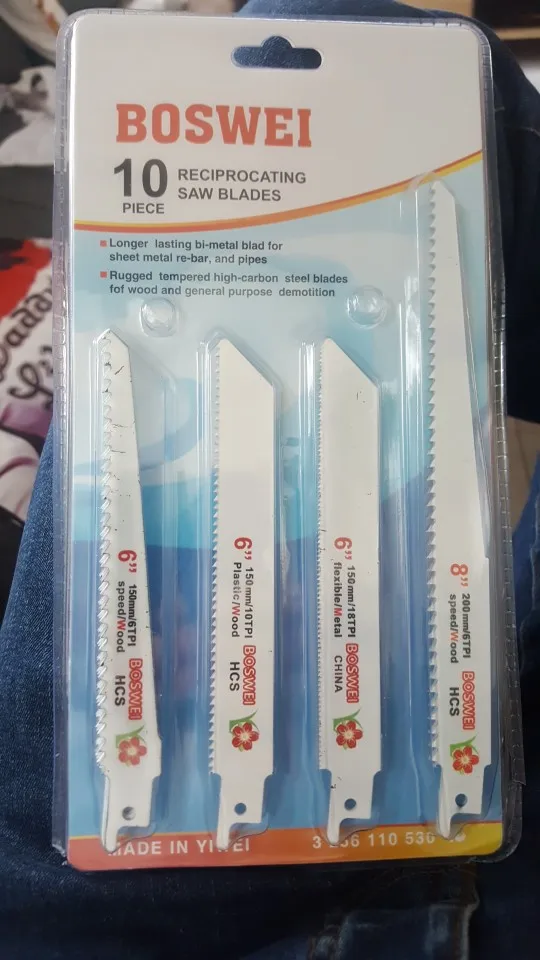 BOSWEI
10
PIECE
RECIPROCATING
SAW BLADES
Longer lasting bi-metal blad for
sheet metal re-bar, and pipes
Rugged tempered high-carbon steel blades
fof wood and general purpose demotition
6” 150mm/6TPI BOSWEI
speed/Wood HCS
6” 150mm/10TPI BOSWEI
Plastic/Wood HCS
6” 150mm/18TPI BOSWEI
flexible/Metal CHINA
8” 200mm/6TPI BOSWEI
speed/Wood HCS
MADE IN
110 530